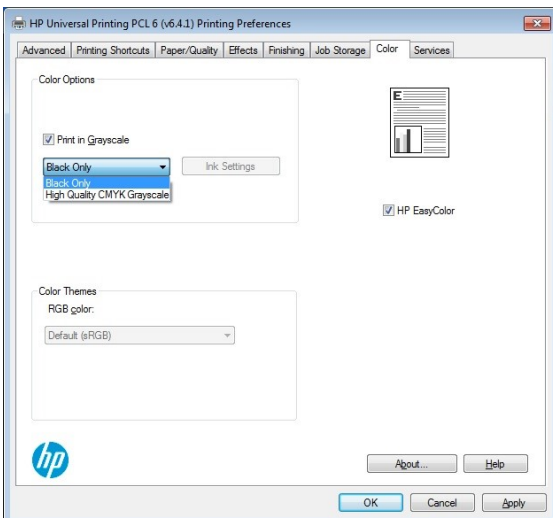 HP Universal Printing PCL 6 (v6.4.1) Printing Preferences
Advanced Printing Shortcuts Paper/Quality Effects Finishing Job Storage Color Services
Color Options
Print in Grayscale
Black Only
Ink Settings
Black Only
High Quality CMYK Grayscale
E
HP EasyColor
Color Themes
RGB color:
Default (sRGB)
hp
About... Help
OK Cancel Apply